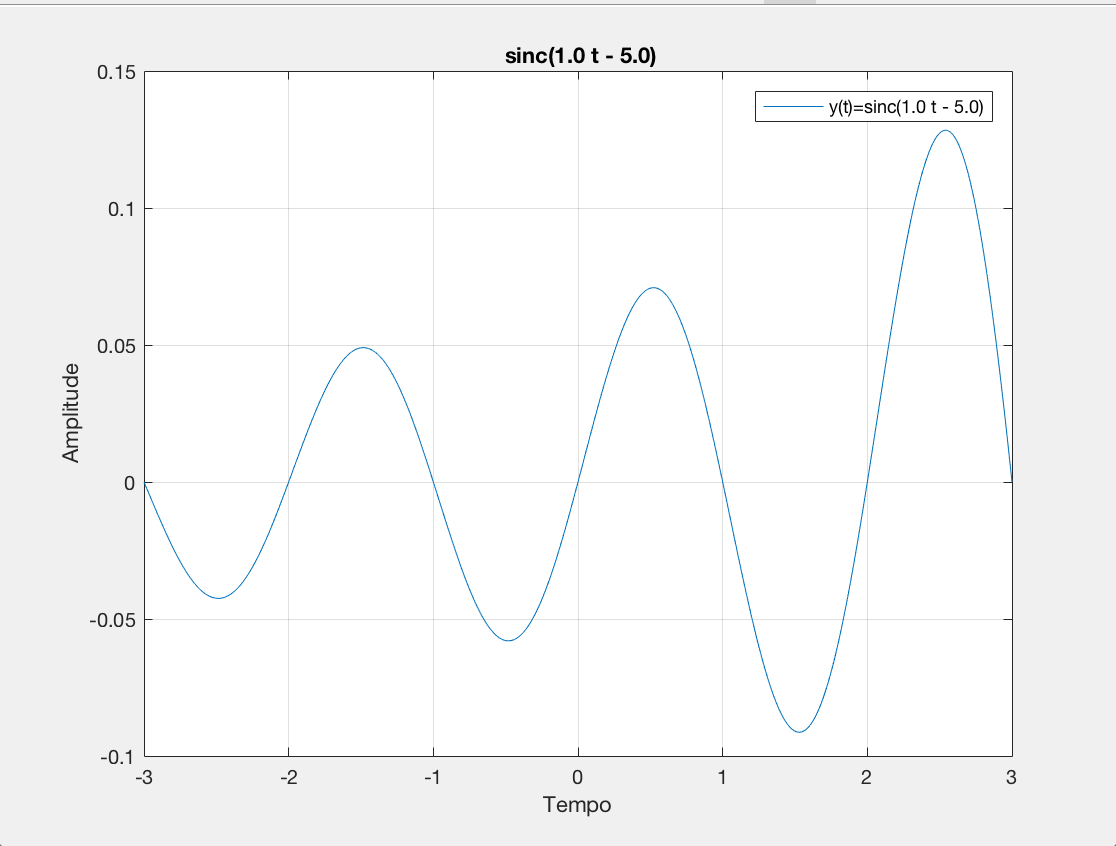 sinc(1.0 t - 5.0)
0.15
y(t)=sinc(1.0 t - 5.0)
0.1
0.05
Amplitude
0
-0.05
-0.1
-3 -2 -1 0 1 2 3
Tempo